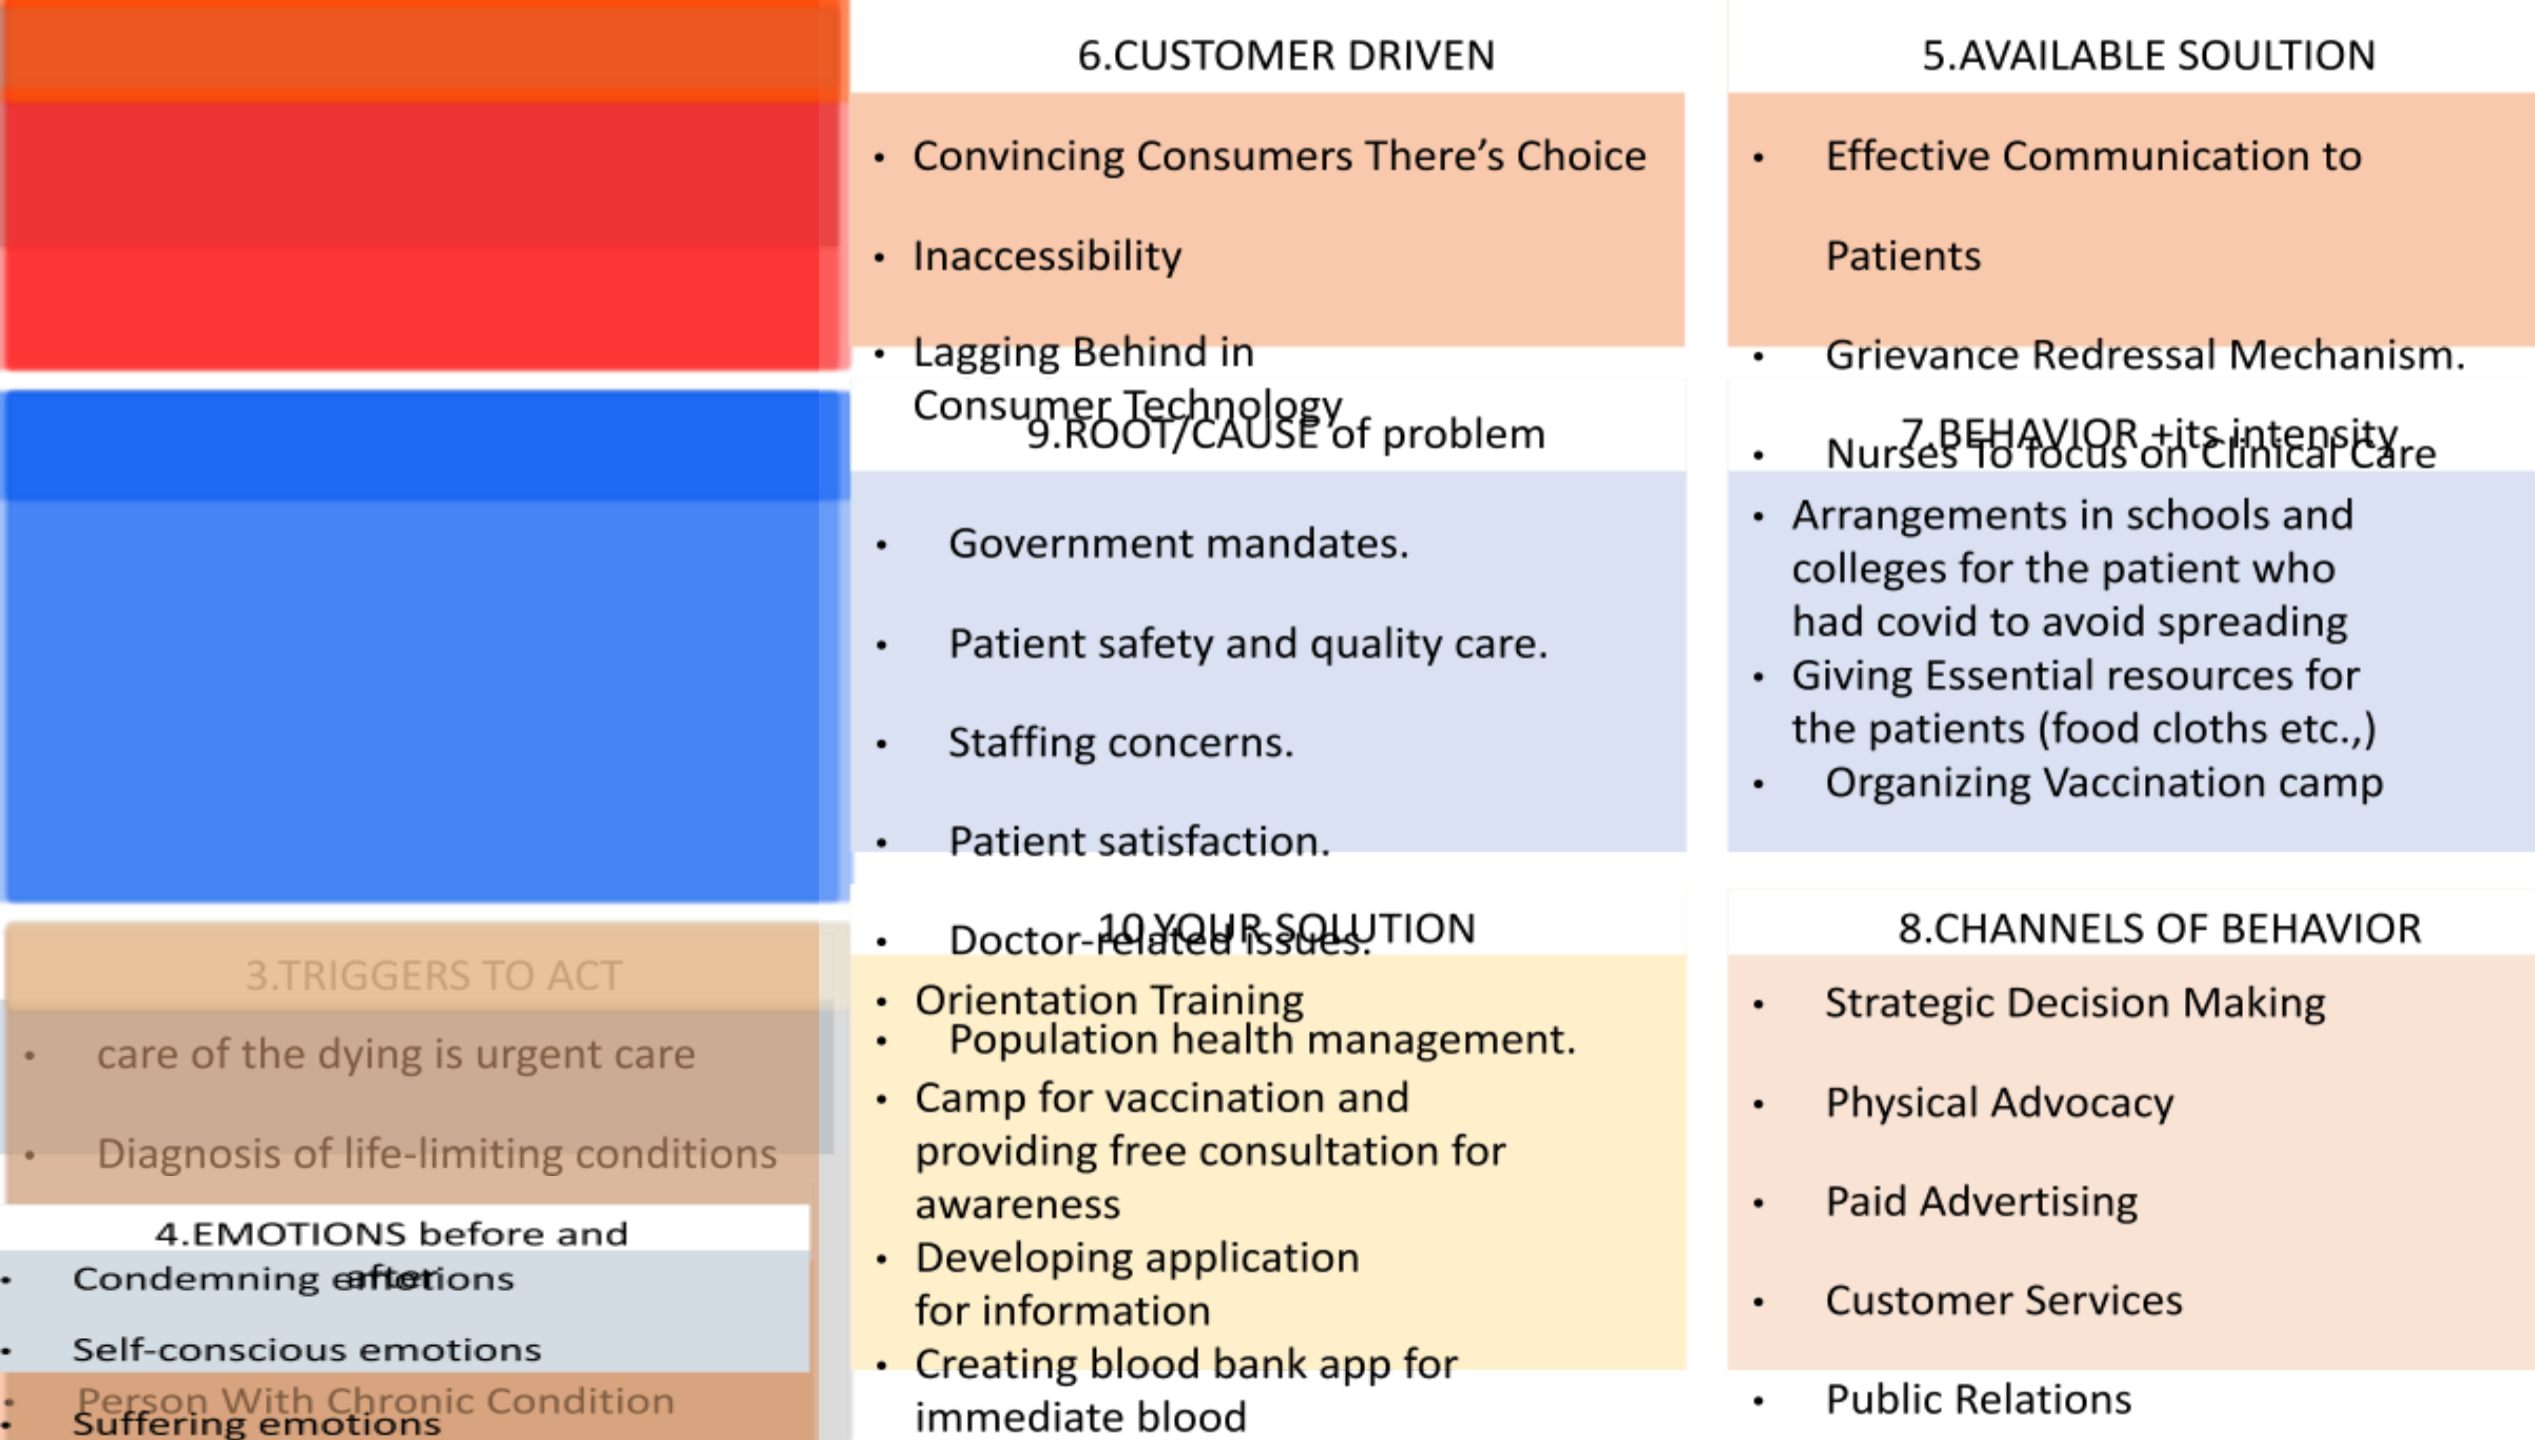 6.CUSTOMER DRIVEN
• Convincing Consumers There’s Choice
• Inaccessibility
• Lagging Behind in
Consumer Technology
5.AVAILABLE SOULTION
• Effective Communication to
Patients
• Grievance Redressal Mechanism.
• Nurses To focus on Clinical Care
9.ROOT/CAUSE of problem
• Government mandates.
• Patient safety and quality care.
• Staffing concerns.
• Patient satisfaction.
• Doctor-related issues.
• Population health management.
7.BEHAVIOR +its intensity
• Arrangements in schools and
colleges for the patient who
had covid to avoid spreading
• Giving Essential resources for
the patients (food cloths etc.,)
• Organizing Vaccination camp
3.TRIGGERS TO ACT
• care of the dying is urgent care
• Diagnosis of life-limiting conditions
• Person With Chronic Condition
4.EMOTIONS before and
after
• Condemning emotions
• Self-conscious emotions
• Suffering emotions
10.YOUR SOLUTION
• Orientation Training
• Camp for vaccination and
providing free consultation for
awareness
• Developing application
for information
• Creating blood bank app for
immediate blood
8.CHANNELS OF BEHAVIOR
• Strategic Decision Making
• Physical Advocacy
• Paid Advertising
• Customer Services
• Public Relations